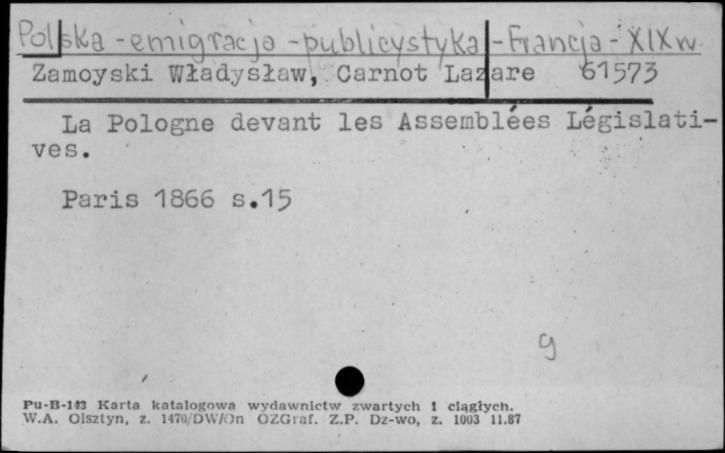 Polska - emigracja - publicystyka - Francja - XIX w.
Zamoyski Władysław, Carnot Lazare 61573
La Pologne devant les Assemblées Législati-
ves.
Paris 1866 s.15
g
Pu-B-143 Karta katalogowa wydawnictw zwartych i ciągłych.
W.A. Olsztyn, z. 1470/DW/On OZGraf. Z.P. Dz-wo, z. 1003 11.87